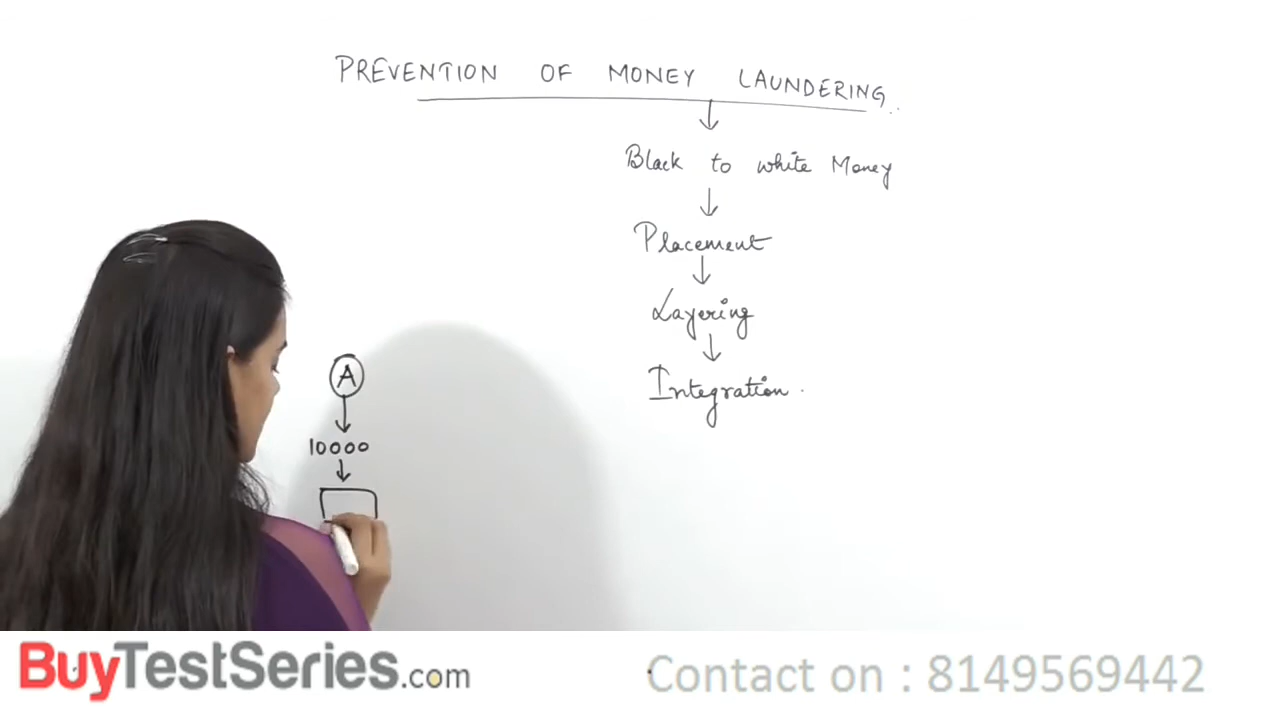 PREVENTION OF MONEY LAUNDERING
Black to white Money
Placement
Layering
Integration
A
10000
BuyTestSeries.com
Contact on : 8149569442